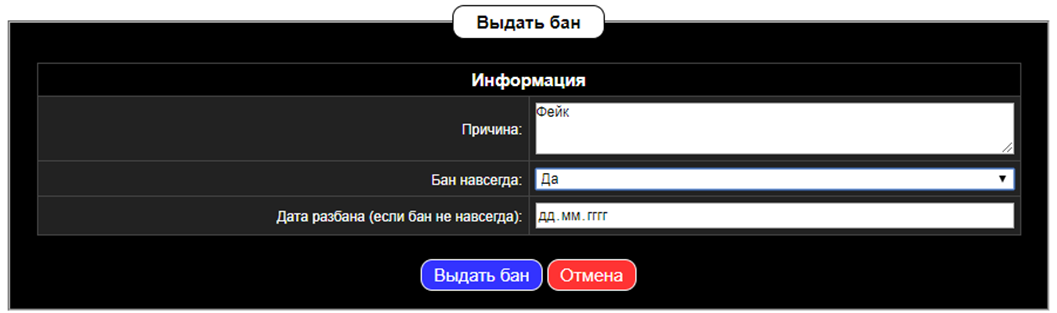 Выдать бан
Информация
Причина: Фейк
Бан навсегда: Да
Дата разбана (если бан не навсегда): дд.мм.гггг
Выдать бан Отмена